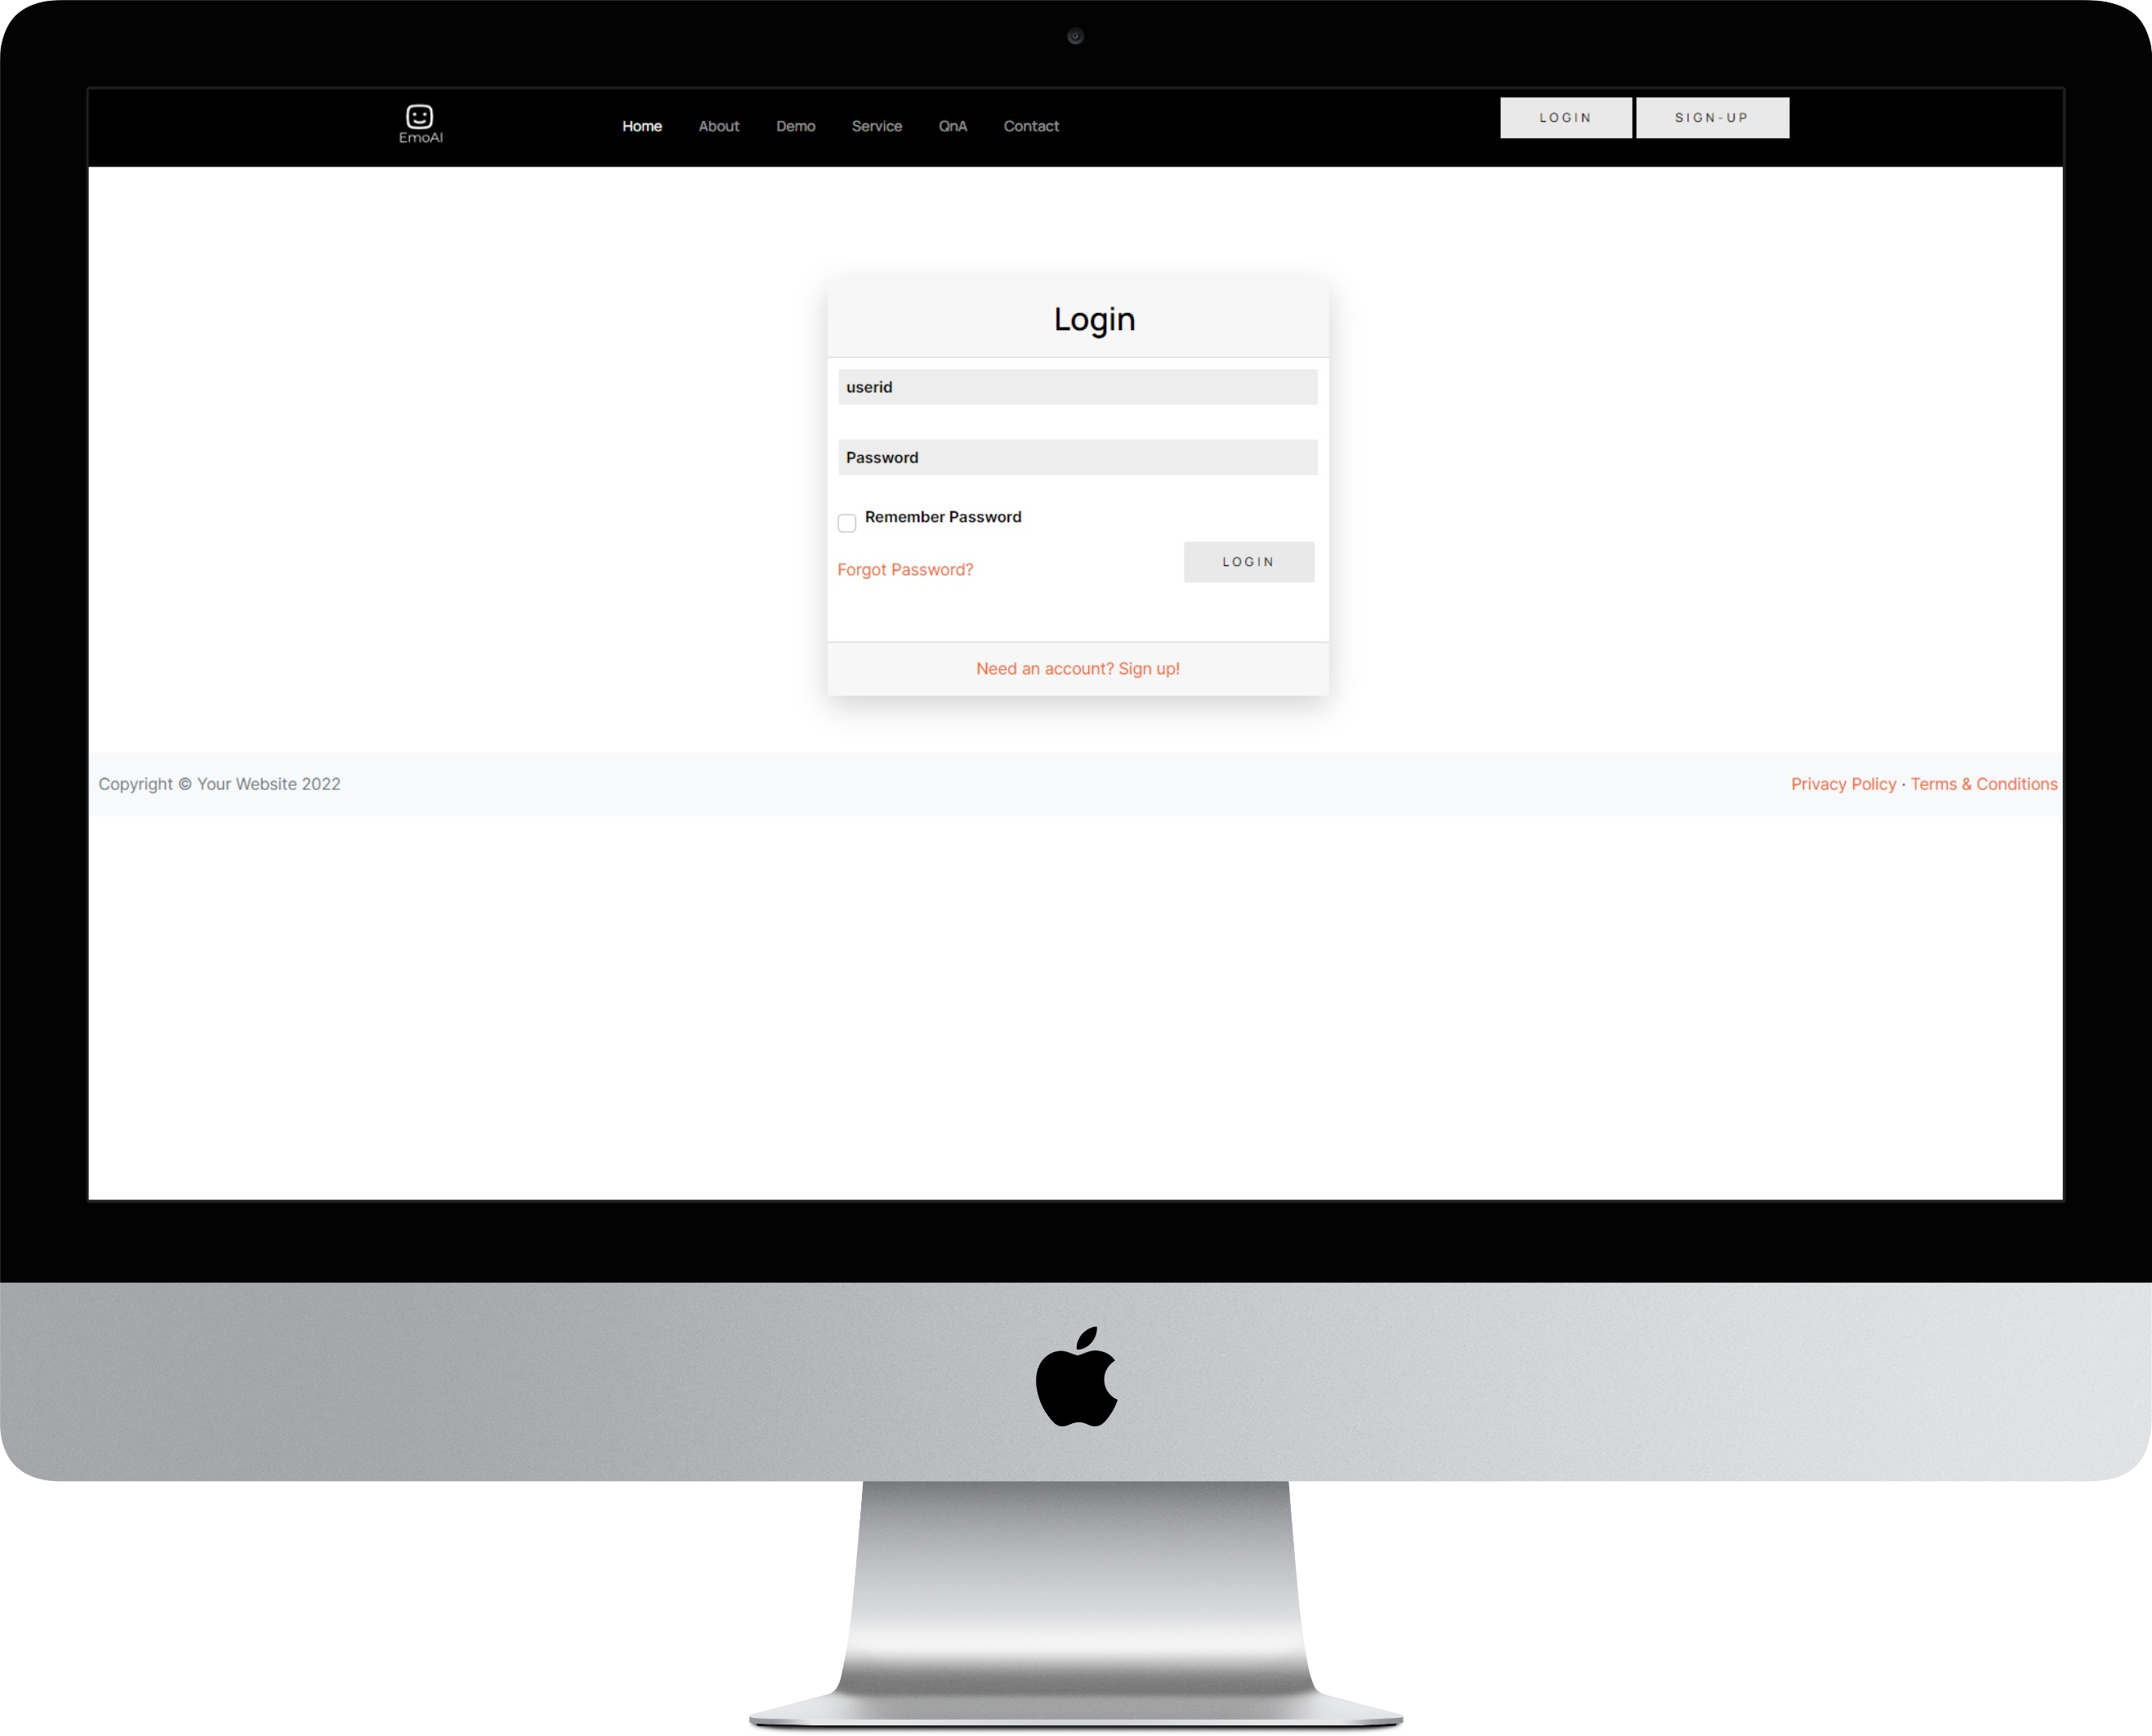 EmoAI
Home About Demo Service QnA Contact
LOGIN SIGN-UP
Login
userid
Password
Remember Password
Forgot Password?
LOGIN
Need an account? Sign up!
Copyright © Your Website 2022
Privacy Policy · Terms & Conditions